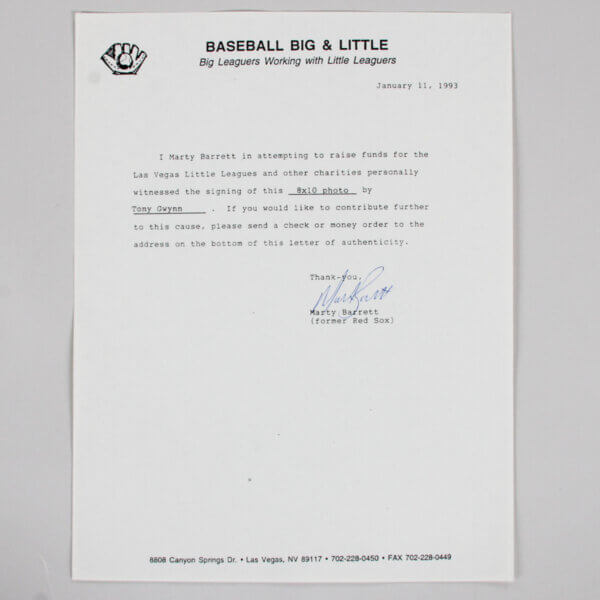 BASEBALL BIG & LITTLE
Big Leaguers Working with Little Leaguers
January 11, 1993
I Marty Barrett in attempting to raise funds for the
Las Vegas Little Leagues and other charities personally
witnessed the signing of this 8x10 photo by
Tony Gwynn . If you would like to contribute further
to this cause, please send a check or money order to the
address on the bottom of this letter of authenticity.
Thank-you,
Marty Barrett
Marty Barrett
(former Red Sox)
8808 Canyon Springs Dr. • Las Vegas, NV 89117 • 702-228-0450 • FAX 702-228-0449